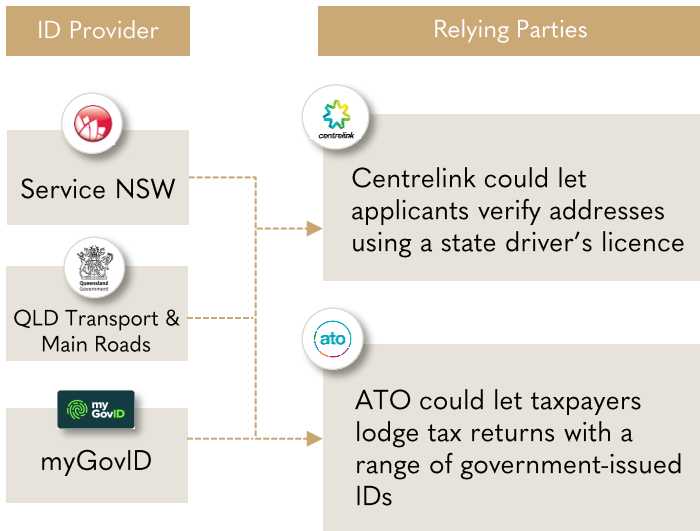 ID Provider
Relying Parties
Service NSW
Queensland
Government
QLD Transport &
Main Roads
my
GovID
myGovID
centrelink
Centrelink could let
applicants verify addresses
using a state driver’s licence
ato
ATO could let taxpayers
lodge tax returns with a
range of government-issued
IDs